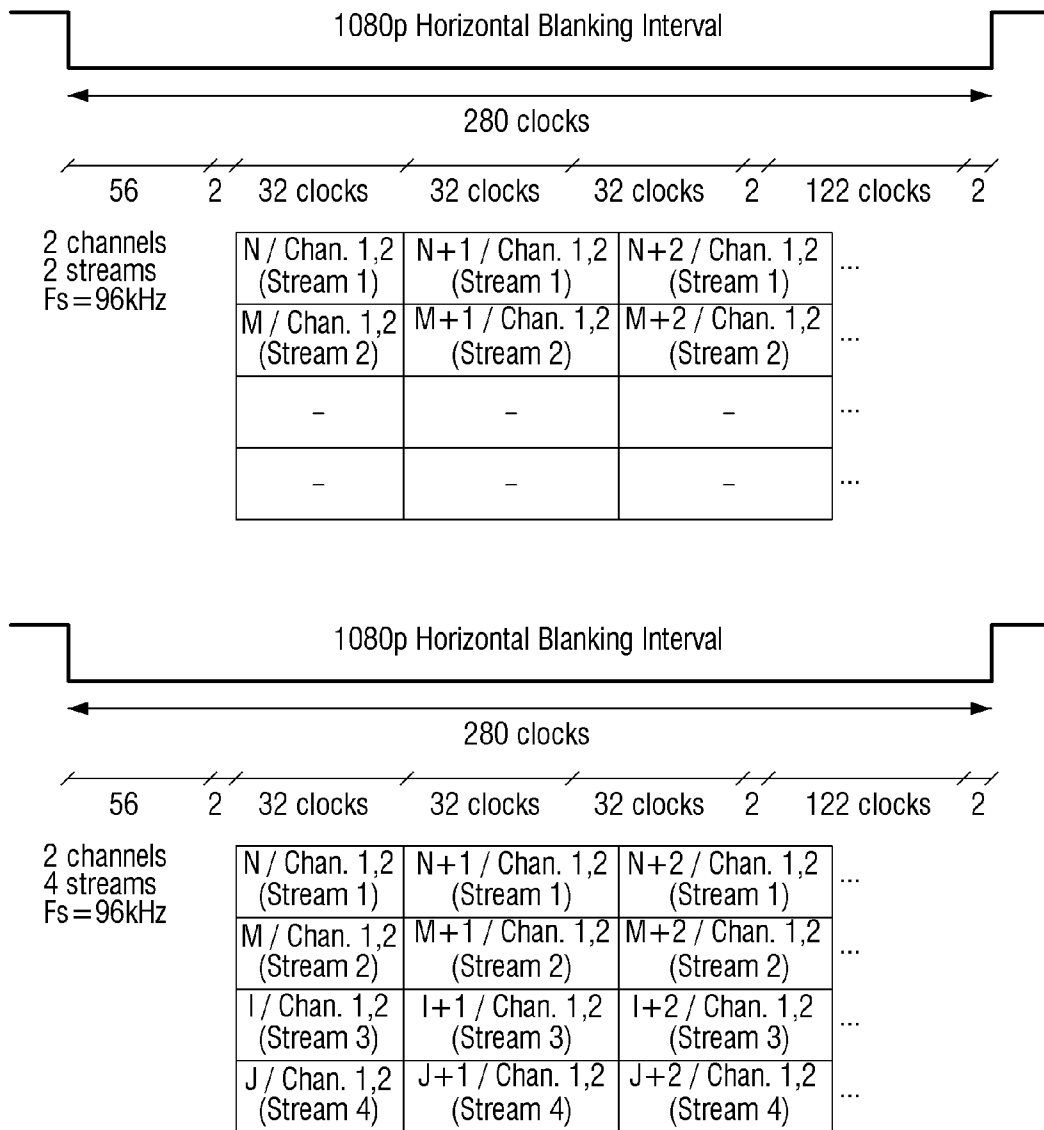 1080p Horizontal Blanking Interval
280 clocks
56 2 32 clocks 32 clocks 32 clocks 2 122 clocks 2
2 channels
2 streams
Fs=96kHz
N / Chan. 1,2 N+1 / Chan. 1,2 N+2 / Chan. 1,2 ...
(Stream 1) (Stream 1) (Stream 1)
M / Chan. 1,2 M+1 / Chan. 1,2 M+2 / Chan. 1,2 ...
(Stream 2) (Stream 2) (Stream 2)
– – – ...
– – – ...
1080p Horizontal Blanking Interval
280 clocks
56 2 32 clocks 32 clocks 32 clocks 2 122 clocks 2
2 channels
4 streams
Fs=96kHz
N / Chan. 1,2 N+1 / Chan. 1,2 N+2 / Chan. 1,2 ...
(Stream 1) (Stream 1) (Stream 1)
M / Chan. 1,2 M+1 / Chan. 1,2 M+2 / Chan. 1,2 ...
(Stream 2) (Stream 2) (Stream 2)
I / Chan. 1,2 I+1 / Chan. 1,2 I+2 / Chan. 1,2 ...
(Stream 3) (Stream 3) (Stream 3)
J / Chan. 1,2 J+1 / Chan. 1,2 J+2 / Chan. 1,2 ...
(Stream 4) (Stream 4) (Stream 4)